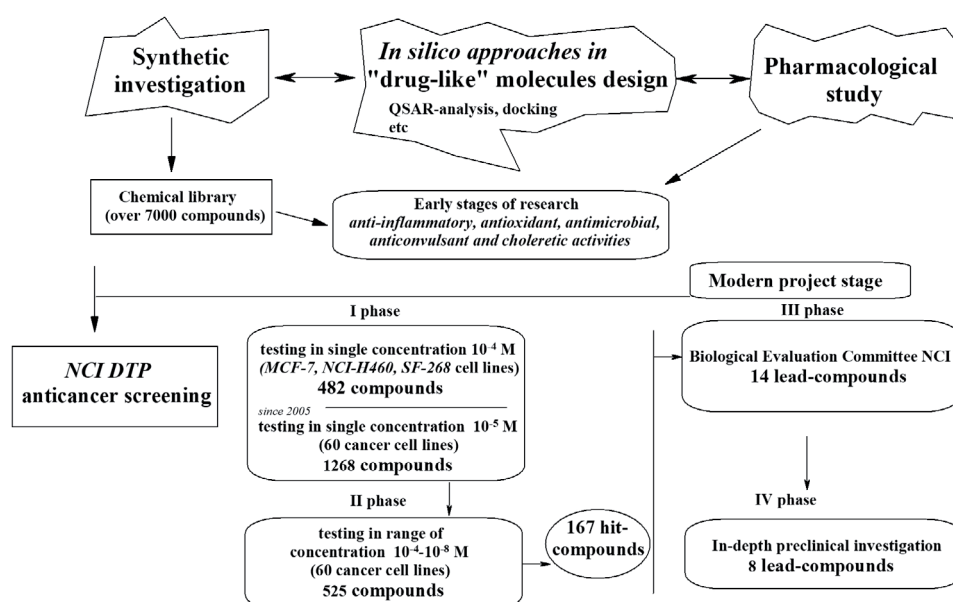 Synthetic
investigation
In silico approaches in
"drug-like" molecules design
QSAR-analysis, docking
etc
Pharmacological
study
Chemical library
(over 7000 compounds)
Early stages of research
anti-inflammatory, antioxidant, antimicrobial,
anticonvulsant and choleretic activities
Modern project stage
NCI DTP
anticancer screening
I phase
testing in single concentration 10⁻⁴ M
(MCF-7, NCI-H460, SF-268 cell lines)
482 compounds
since 2005
testing in single concentration 10⁻⁵ M
(60 cancer cell lines)
1268 compounds
II phase
testing in range of
concentration 10⁻⁴-10⁻⁸ M
(60 cancer cell lines)
525 compounds
167 hit-
compounds
III phase
Biological Evaluation Committee NCI
14 lead-compounds
IV phase
In-depth preclinical investigation
8 lead-compounds